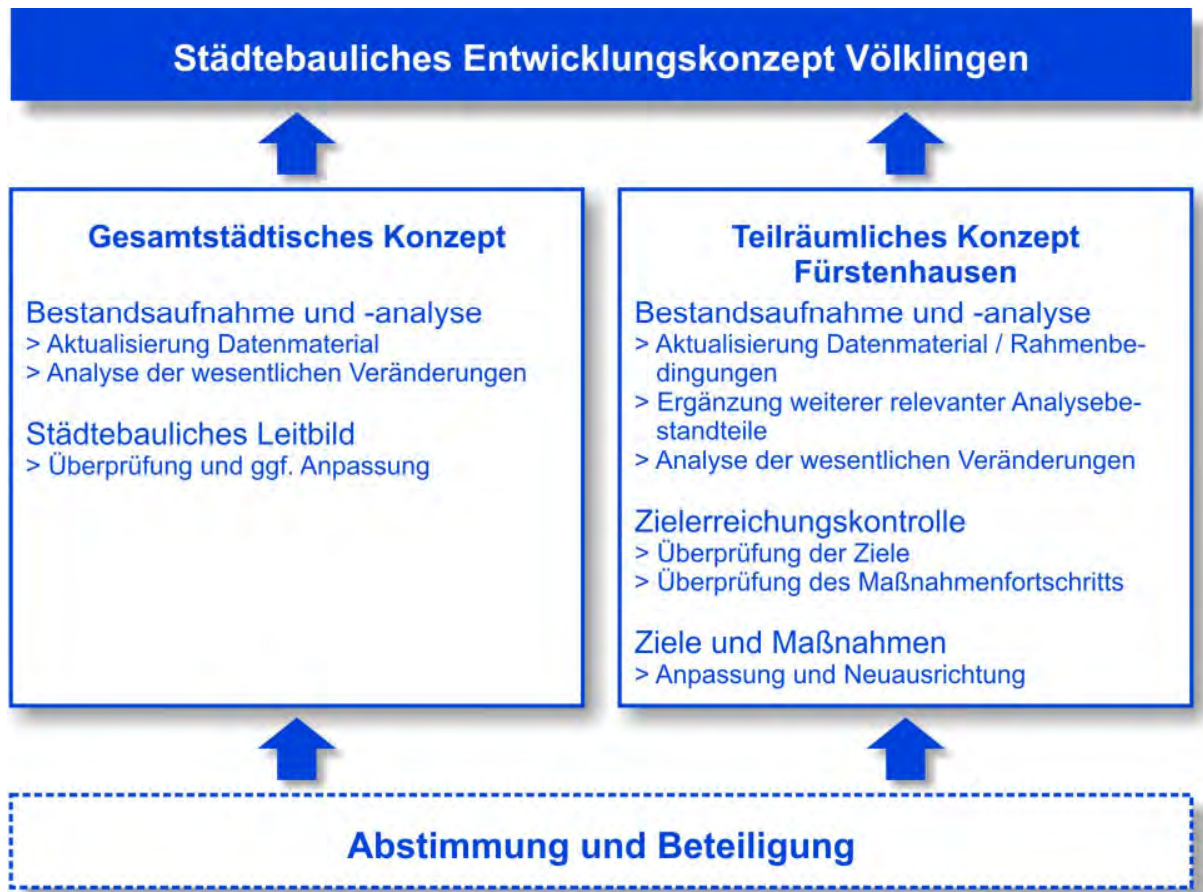 Städtebauliches Entwicklungskonzept Völklingen
Gesamtstädtisches Konzept
Bestandsaufnahme und -analyse
> Aktualisierung Datenmaterial
> Analyse der wesentlichen Veränderungen
Städtebauliches Leitbild
> Überprüfung und ggf. Anpassung
Teilräumliches Konzept
Fürstenhausen
Bestandsaufnahme und -analyse
> Aktualisierung Datenmaterial / Rahmenbe-
dingungen
> Ergänzung weiterer relevanter Analysebe-
standteile
> Analyse der wesentlichen Veränderungen
Zielerreichungskontrolle
> Überprüfung der Ziele
> Überprüfung des Maßnahmenfortschritts
Ziele und Maßnahmen
> Anpassung und Neuausrichtung
Abstimmung und Beteiligung